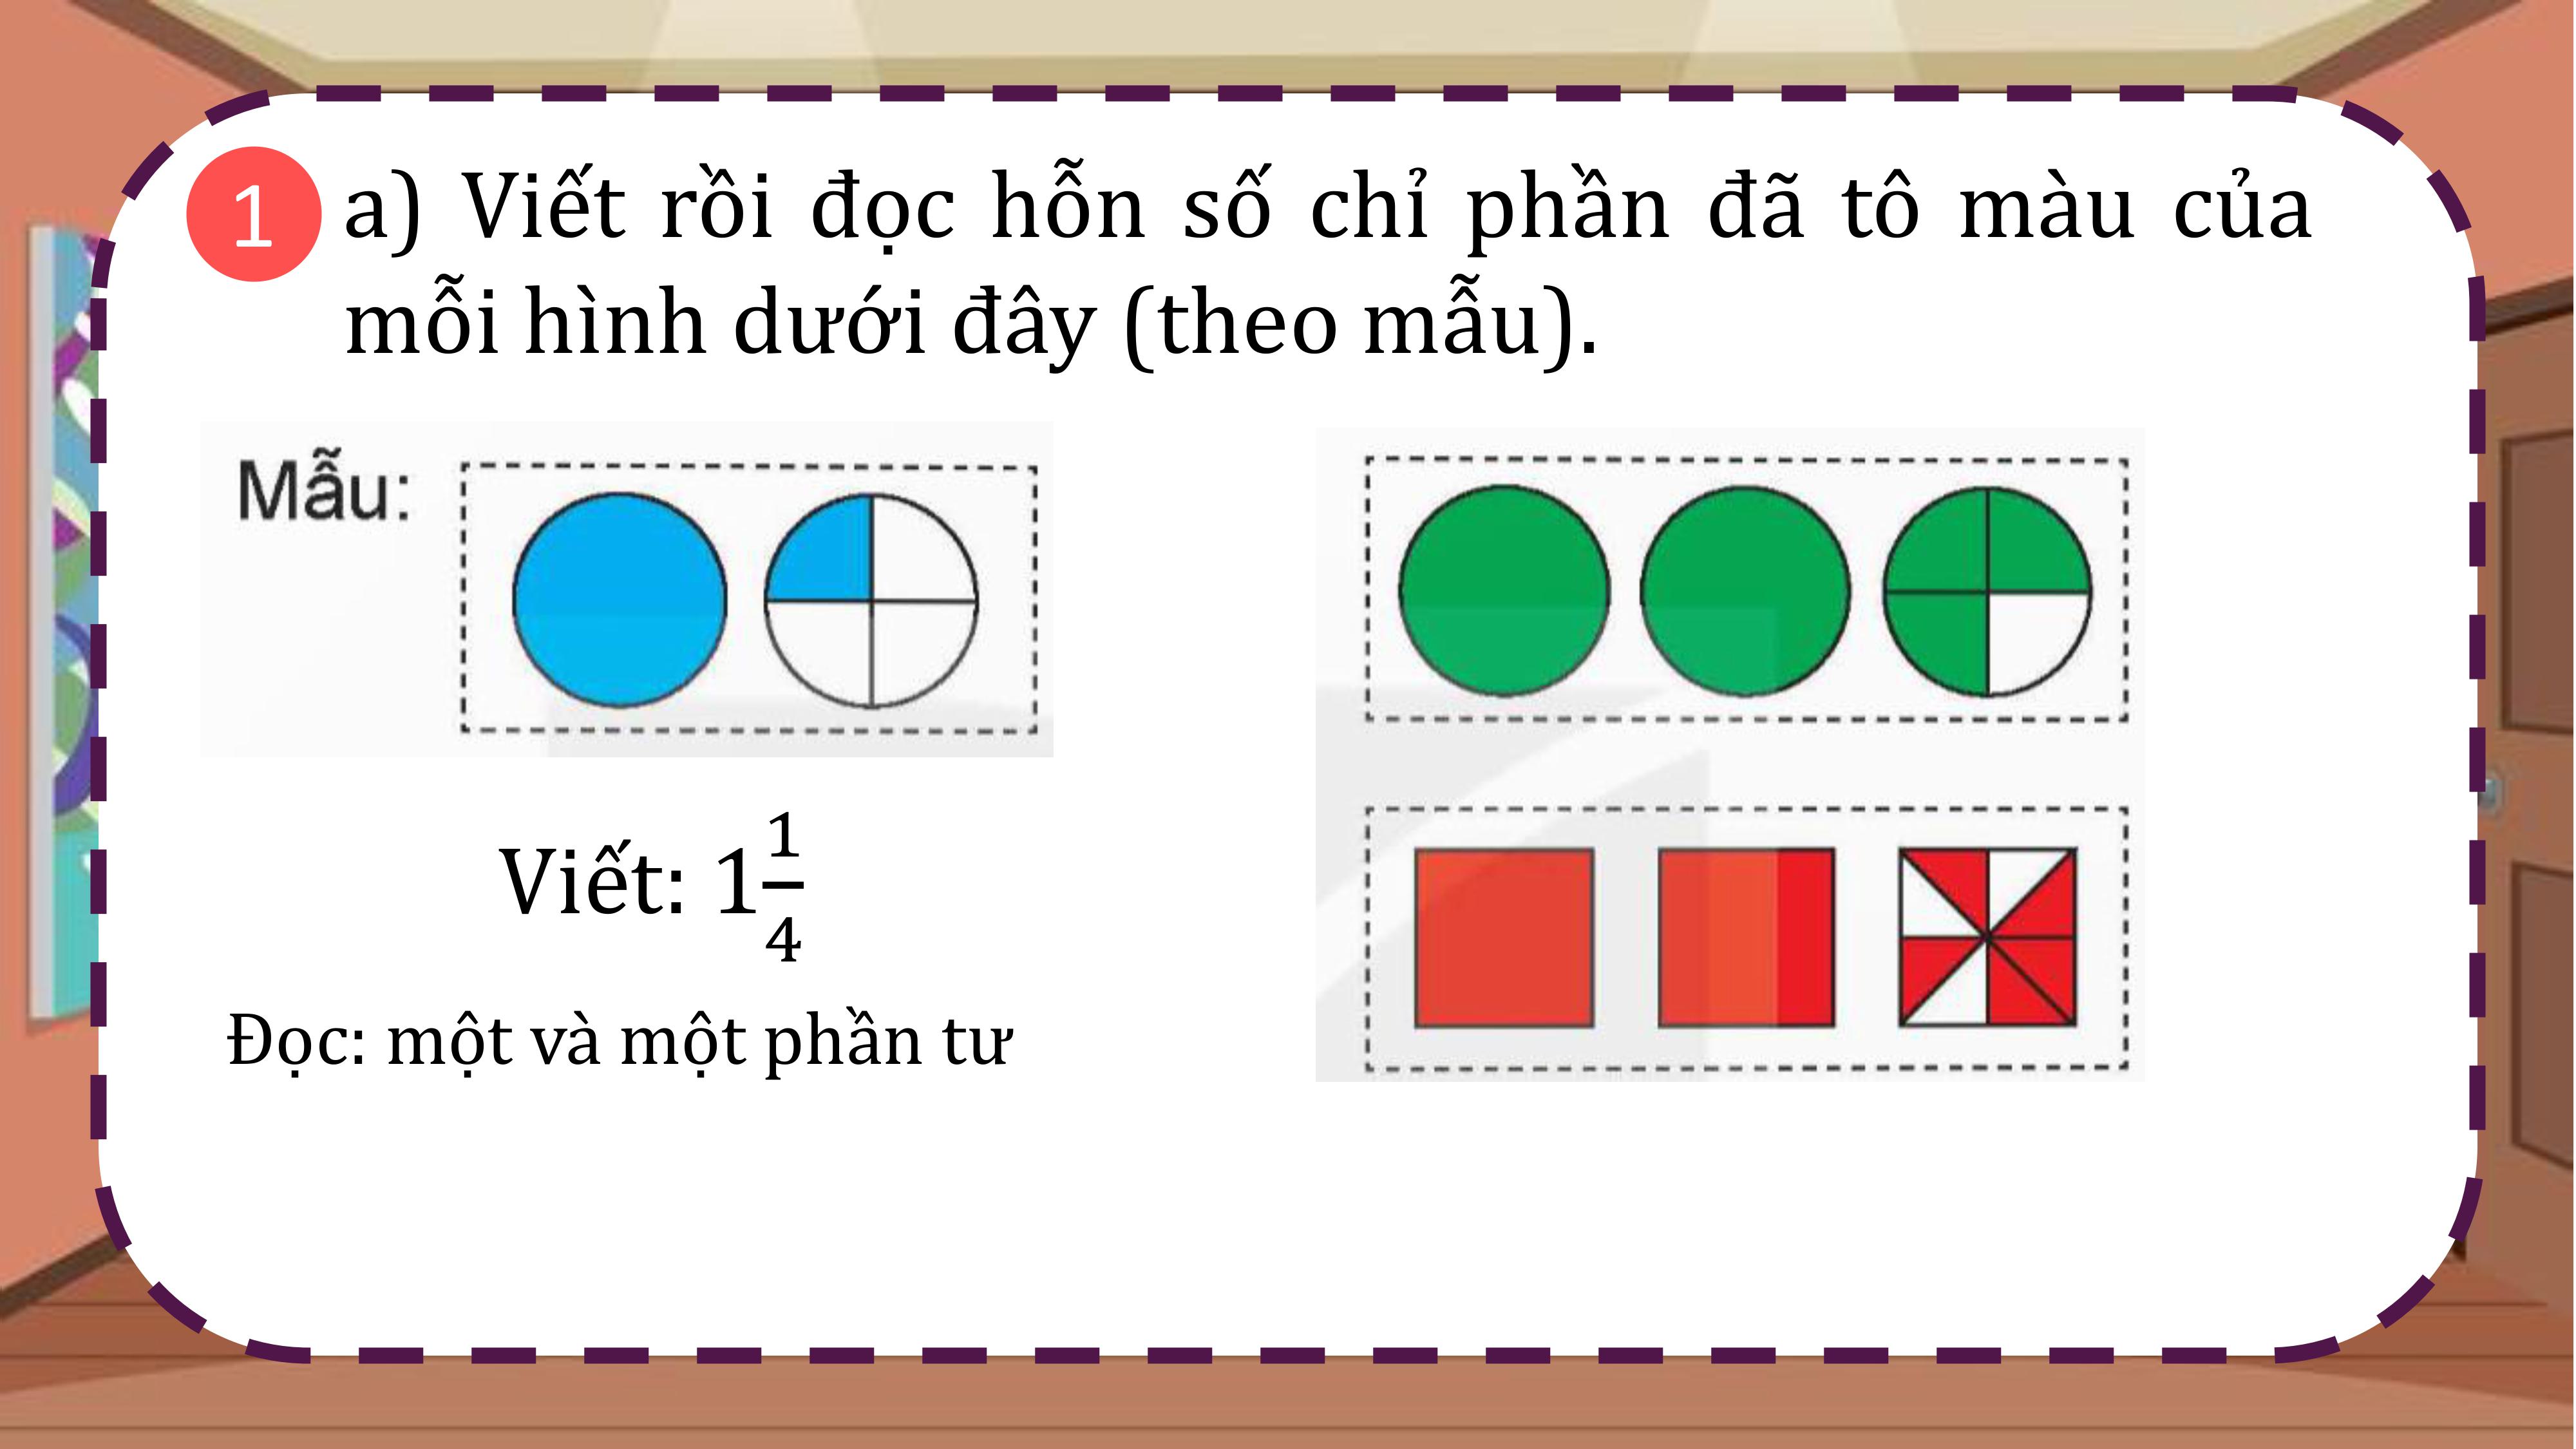 1
a) Viết rồi đọc hỗn số chỉ phần đã tô màu của
mỗi hình dưới đây (theo mẫu).
Mẫu:
Viết: 1 1/4
Đọc: một và một phần tư